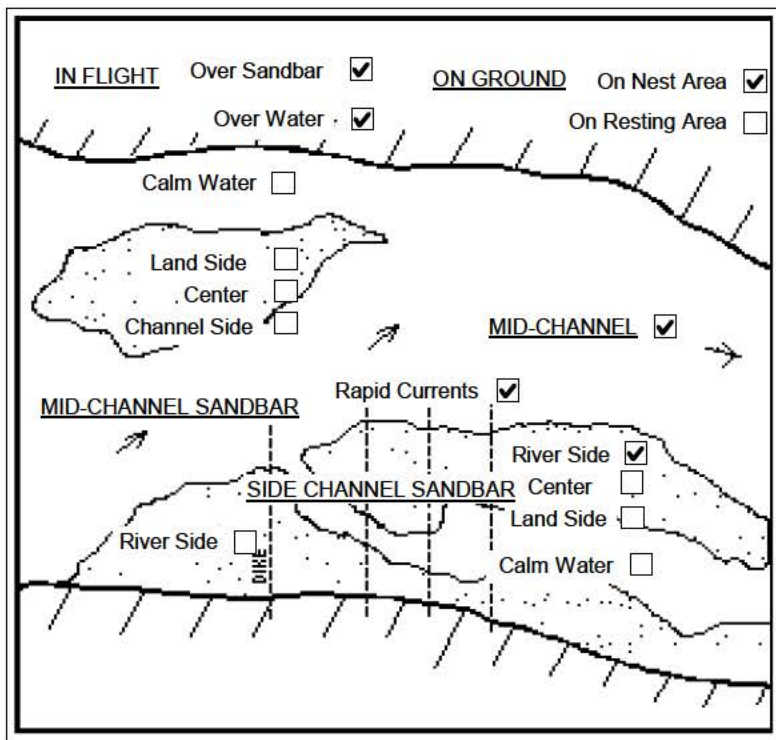 IN FLIGHT Over Sandbar ON GROUND On Nest Area
Over Water On Resting Area
Calm Water
Land Side
Center
Channel Side
MID-CHANNEL
Rapid Currents
MID-CHANNEL SANDBAR
River Side
SIDE CHANNEL SANDBAR Center
Land Side
River Side
DIKE
Calm Water